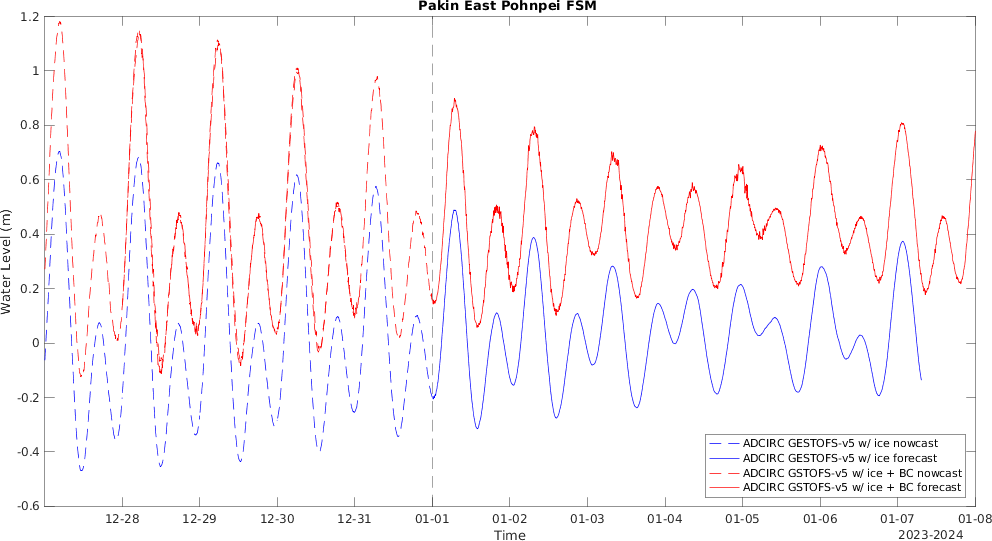 Pakin East Pohnpei FSM
Water Level (m)
1.2
1
0.8
0.6
0.4
0.2
0
-0.2
-0.4
-0.6
ADCIRC GESTOFS-v5 w/ ice nowcast
ADCIRC GESTOFS-v5 w/ ice forecast
ADCIRC GSTOFS-v5 w/ ice + BC nowcast
ADCIRC GSTOFS-v5 w/ ice + BC forecast
12-28 12-29 12-30 12-31 01-01 01-02 01-03 01-04 01-05 01-06 01-07 01-08
Time
2023-2024